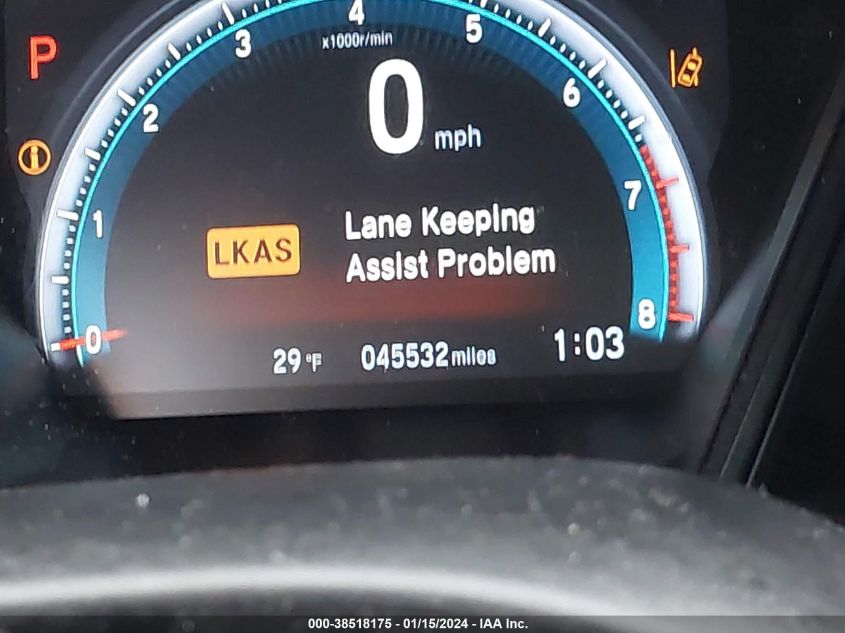 4
3
5
x1000r/min
P
2
6
0 mph
1
7
LKAS
Lane Keeping
Assist Problem
0
8
29 °F
045532 miles
1:03
000-38518175 - 01/15/2024 - IAA Inc.